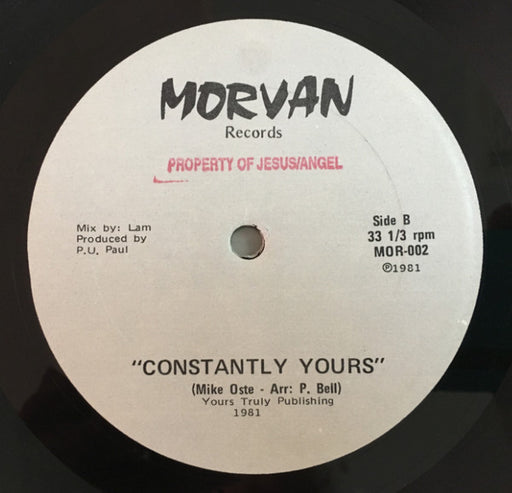 MORVAN
Records
PROPERTY OF JESUS/ANGEL
Mix by: Lam
Produced by
P.U. Paul
Side B
33 1/3 rpm
MOR-002
℗1981
"CONSTANTLY YOURS"
(Mike Oste - Arr: P. Bell)
Yours Truly Publishing
1981